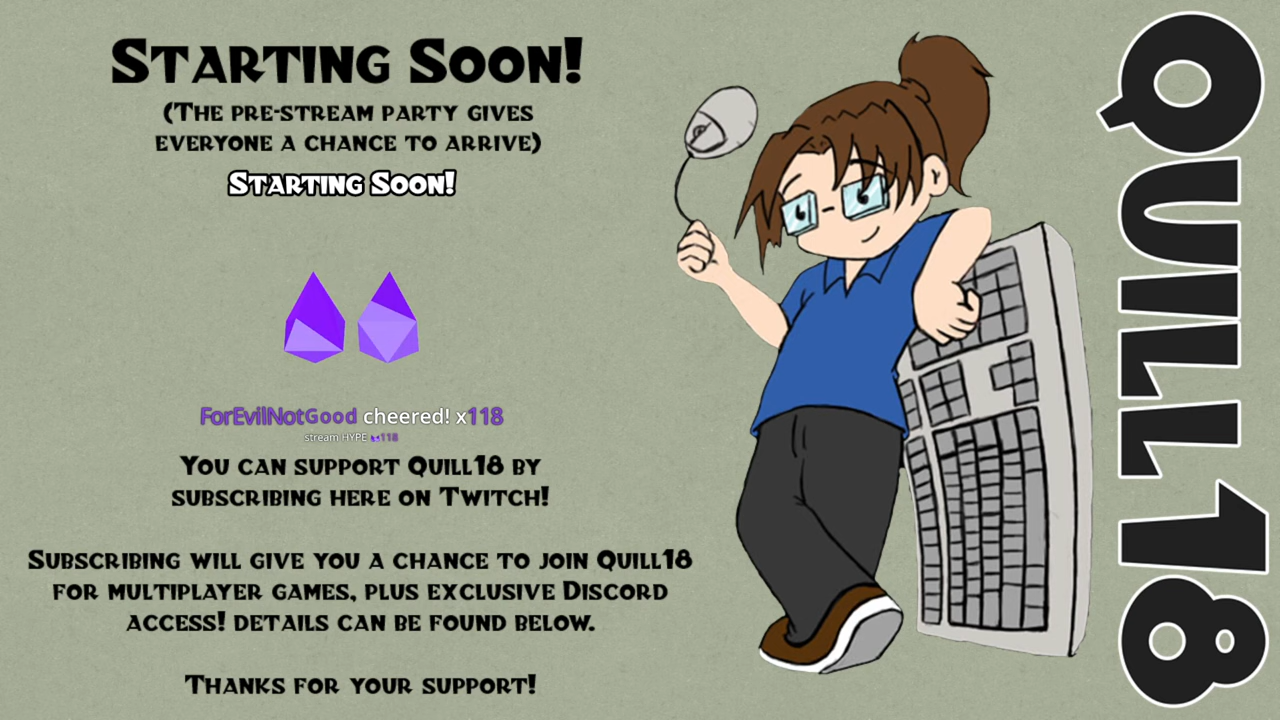 Starting Soon!
(The pre-stream party gives
everyone a chance to arrive)
Starting Soon!
ForEvilNotGood cheered! x118
stream HYPE 118
You can support Quill18 by
subscribing here on Twitch!
Subscribing will give you a chance to join Quill18
for multiplayer games, plus exclusive Discord
access! details can be found below.
Thanks for your support!
QUILL18